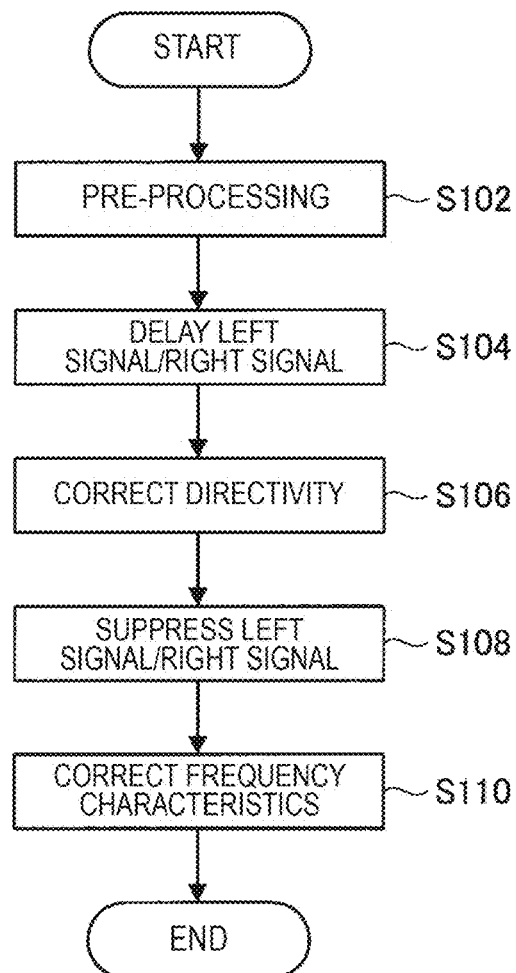 START
PRE-PROCESSING
S102
DELAY LEFT
SIGNAL/RIGHT SIGNAL
S104
CORRECT DIRECTIVITY
S106
SUPPRESS LEFT
SIGNAL/RIGHT SIGNAL
S108
CORRECT FREQUENCY
CHARACTERISTICS
S110
END